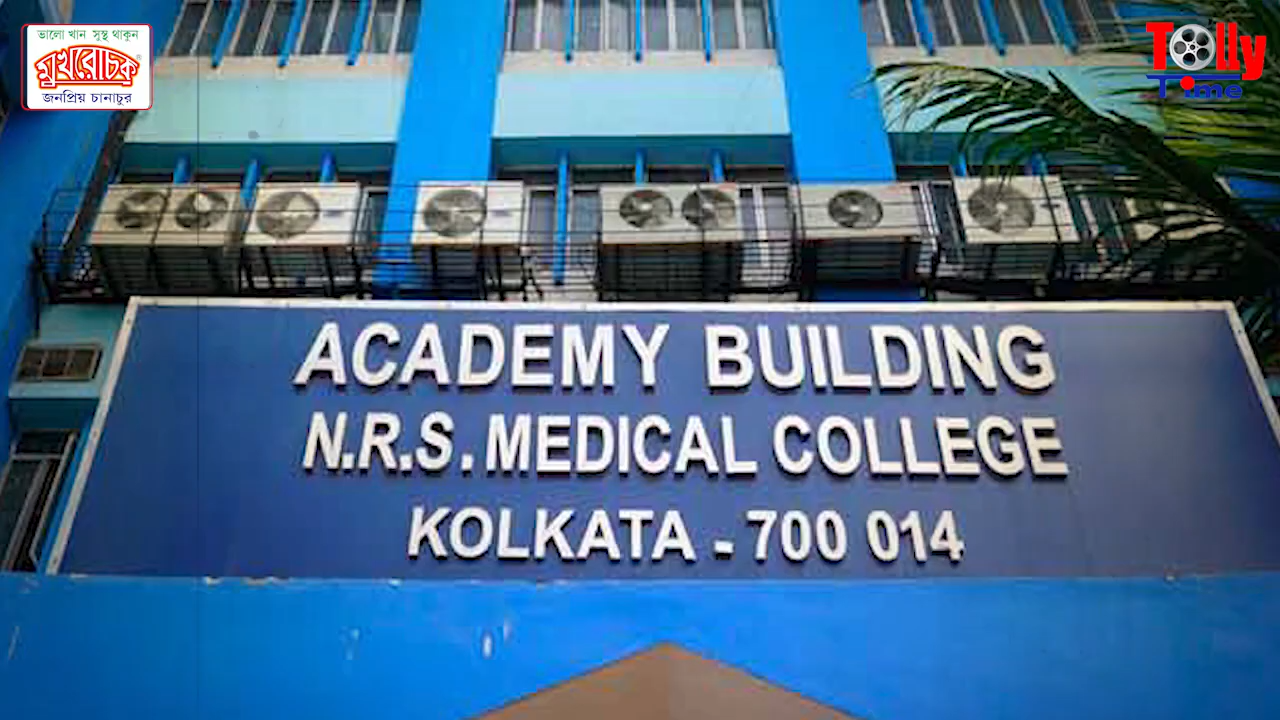 ভালো খান সুস্থ থাকুন
মুখরোচক
জনপ্রিয় চানাচুর
Tolly
Time
ACADEMY BUILDING
N.R.S. MEDICAL COLLEGE
KOLKATA - 700 014